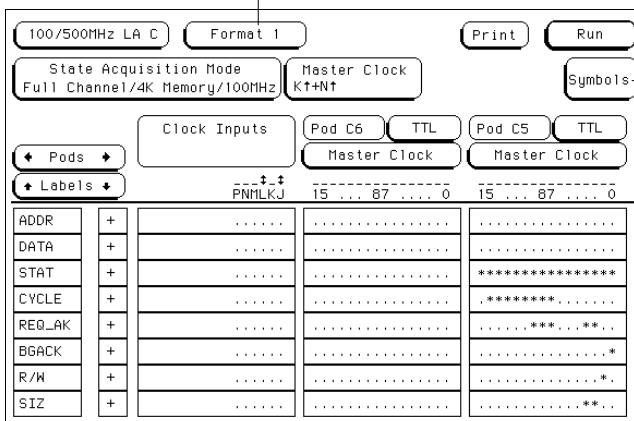 100/500MHz LA C Format 1 Print Run
State Acquisition Mode
Full Channel/4K Memory/100MHz
Master Clock
K↑+N↑
Symbols
Clock Inputs Pod C6 TTL Pod C5 TTL
← Pods → Master Clock Master Clock
↑ Labels ↓
___↕_↕
PNMLKJ 15 ... 87 .... 0 15 ... 87 .... 0
ADDR + ...... ................ ................
DATA + ...... ................ ................
STAT + ...... ................ ****************
CYCLE + ...... ................ .********.......
REQ_AK + ...... ................ ......***...**..
BGACK + ...... ................ ...............*
R/W + ...... ................ ..............*.
SIZ + ...... ................ ............**..